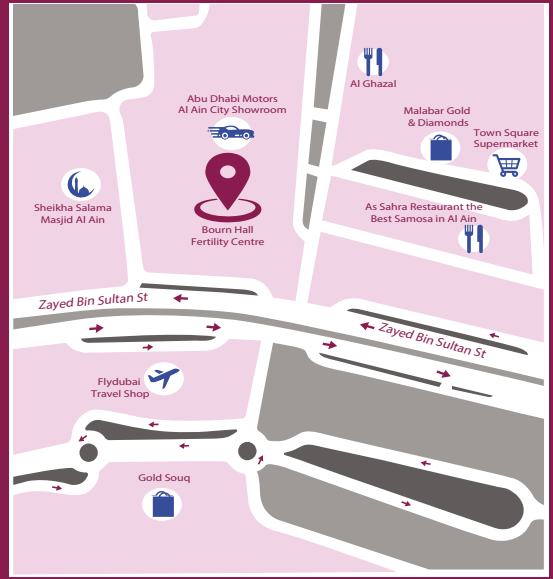 Al Ghazal
Abu Dhabi Motors
Al Ain City Showroom
Malabar Gold
& Diamonds
Town Square
Supermarket
Sheikha Salama
Masjid Al Ain
As Sahra Restaurant the
Best Samosa in Al Ain
Bourn Hall
Fertility Centre
Zayed Bin Sultan St
Zayed Bin Sultan St
Flydubai
Travel Shop
Gold Souq